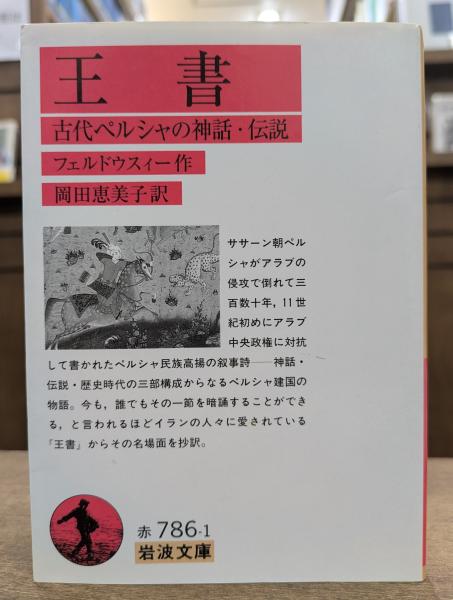 王書
古代ペルシャの神話・伝説
フェルドウスィー作
岡田恵美子訳
ササーン朝ペル
シャがアラブの
侵攻で倒れて三
百数十年,11世
紀初めにアラブ
中央政権に対抗
して書かれたペルシャ民族高揚の叙事詩――神話・
伝説・歴史時代の三部構成からなるペルシャ建国の
物語。今も,誰でもその一節を暗誦することができ
る,と言われるほどイランの人々に愛されている
『王書』からその名場面を抄訳。
赤 786-1
岩波文庫